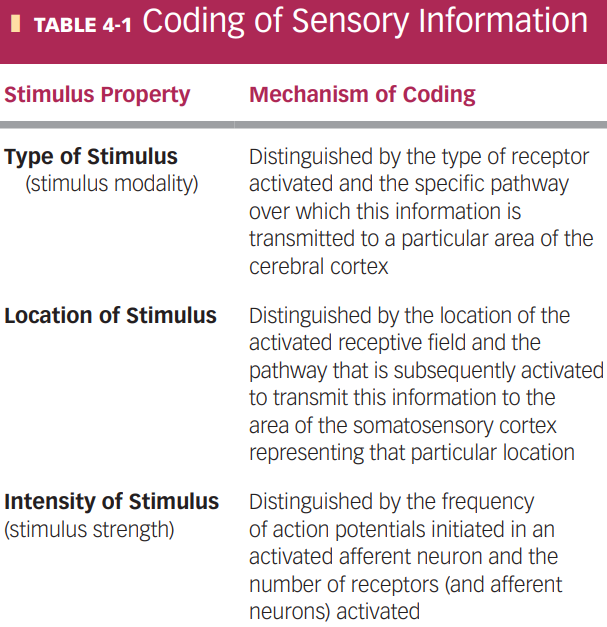 TABLE 4-1 Coding of Sensory Information
Stimulus Property Mechanism of Coding
Type of Stimulus Distinguished by the type of receptor
(stimulus modality) activated and the specific pathway
over which this information is
transmitted to a particular area of the
cerebral cortex
Location of Stimulus Distinguished by the location of the
activated receptive field and the
pathway that is subsequently activated
to transmit this information to the
area of the somatosensory cortex
representing that particular location
Intensity of Stimulus Distinguished by the frequency
(stimulus strength) of action potentials initiated in an
activated afferent neuron and the
number of receptors (and afferent
neurons) activated